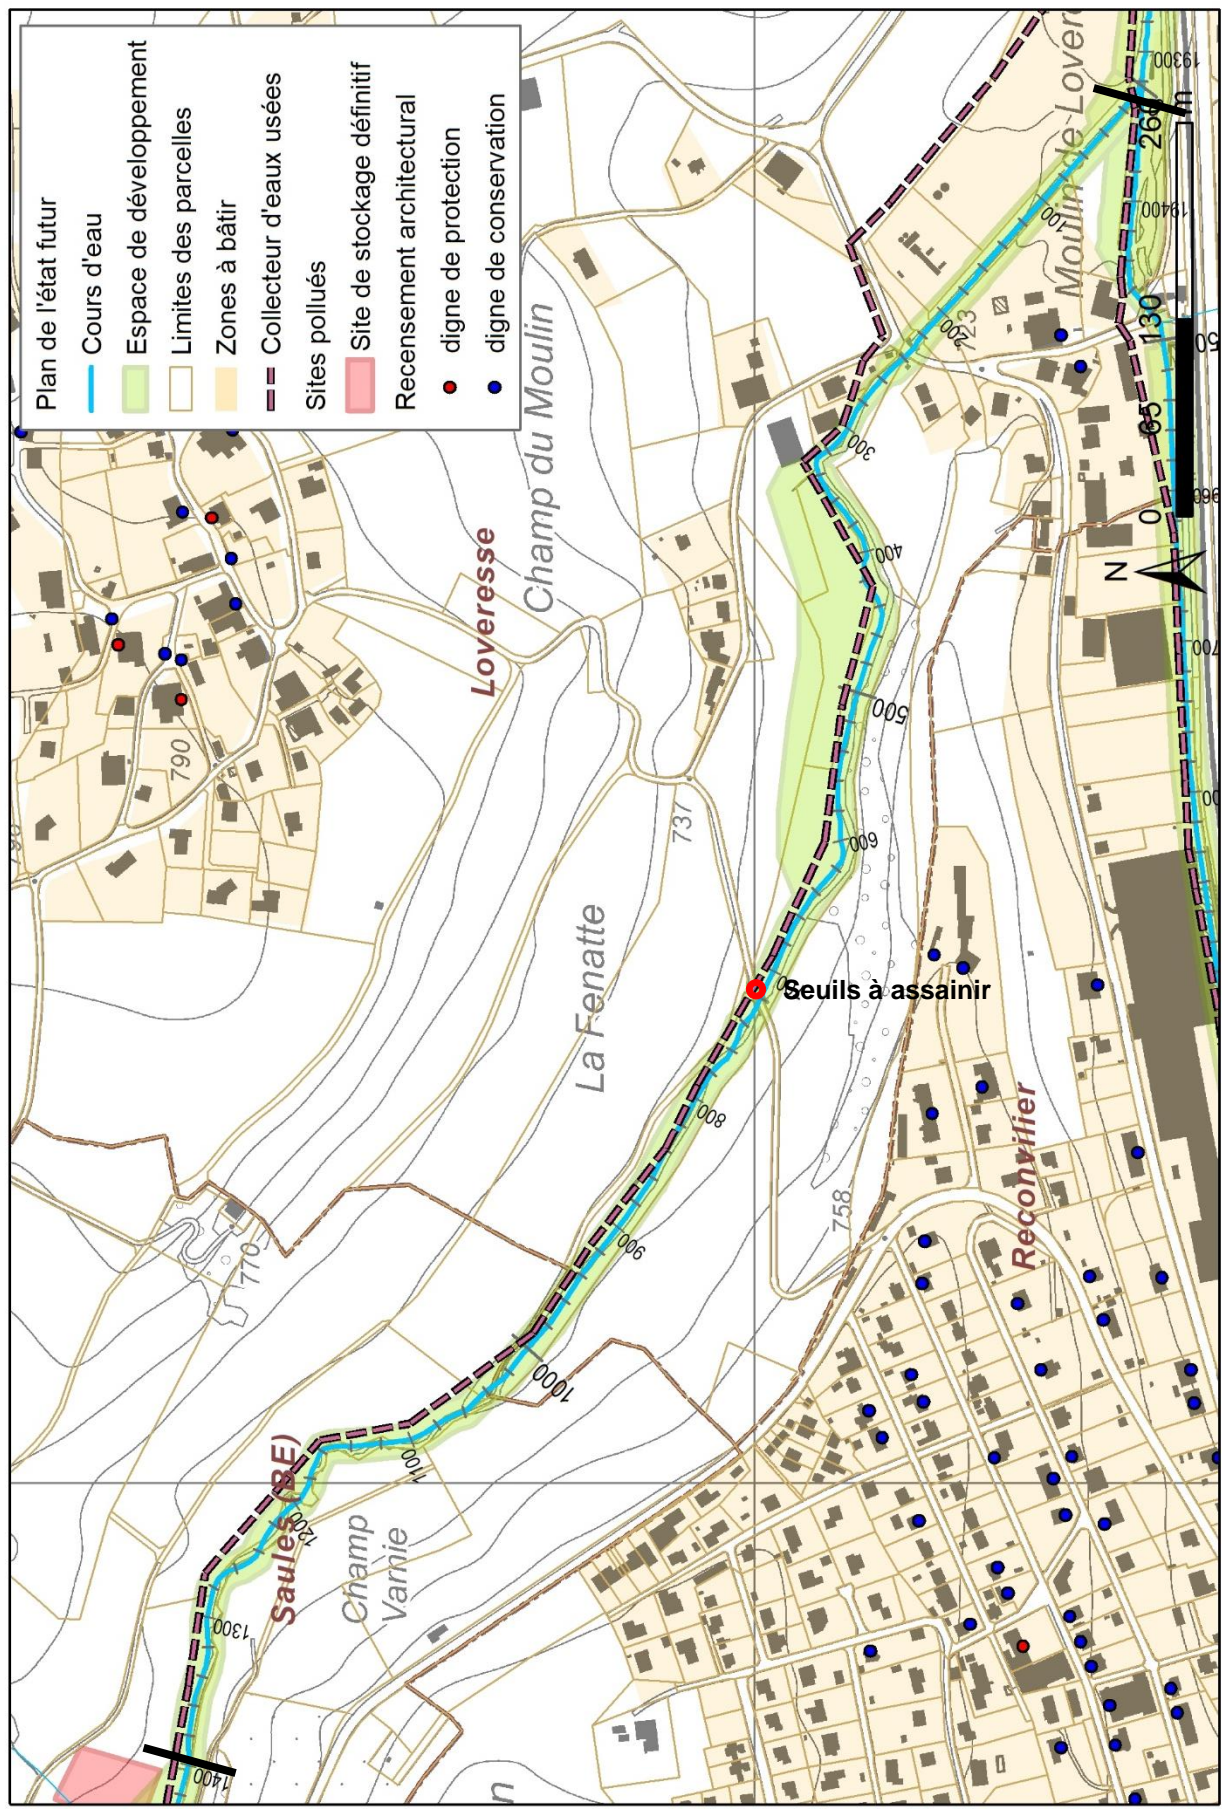 Plan de l'état futur
Cours d'eau
Espace de développement
Limites des parcelles
Zones à bâtir
Collecteur d'eaux usées
Sites pollués
Site de stockage définitif
Recensement architectural
digne de protection
digne de conservation
Saules (BE)
Champ
Varnie
La Fenatte
Loveresse
Champ du Moulin
Moulin de Lover
Reconvilier
Seuils à assainir
790
770
737
758
723
100
200
300
400
500
600
800
900
1000
1100
1200
1300
1400
19300
19400
N
0 65 130 260
m